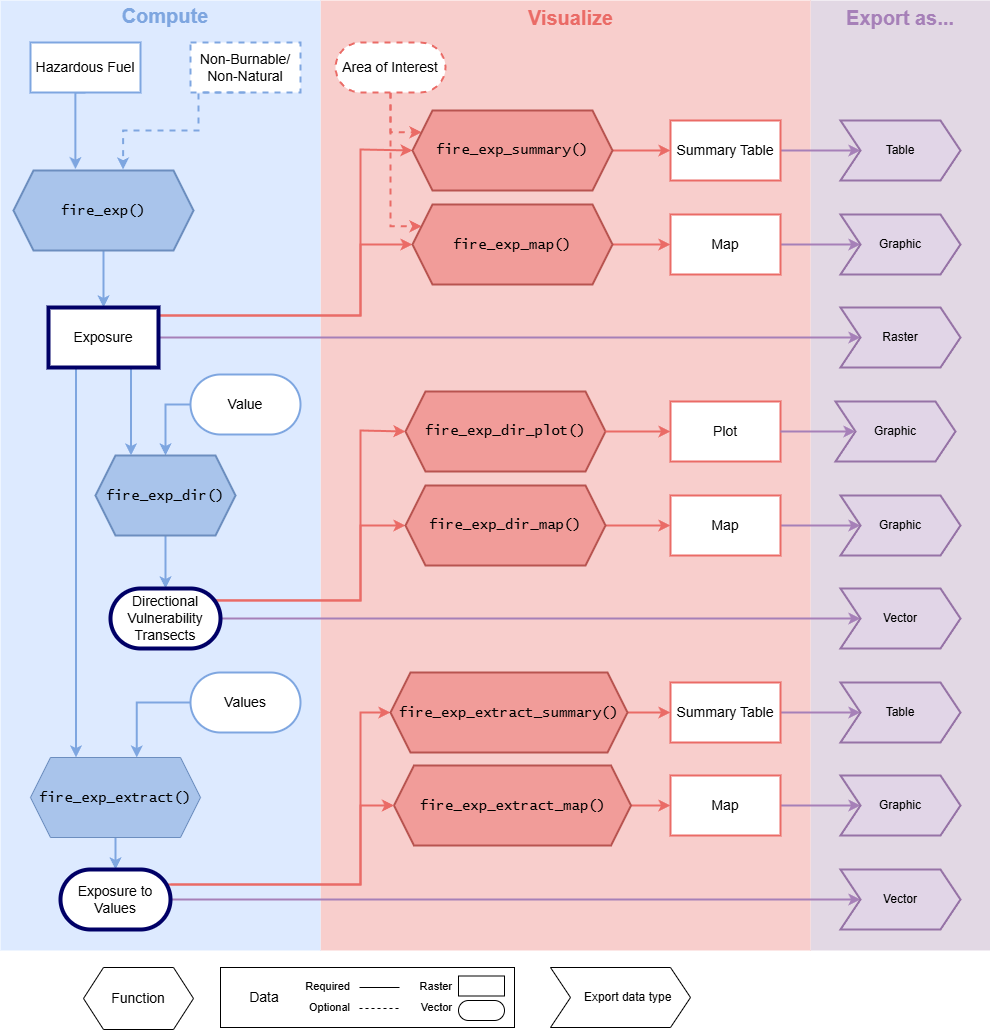 Compute
Visualize
Export as...
Hazardous Fuel
Non-Burnable/
Non-Natural
Area of Interest
fire_exp_summary()
Summary Table
Table
fire_exp()
fire_exp_map()
Map
Graphic
Exposure
Raster
Value
fire_exp_dir_plot()
Plot
Graphic
fire_exp_dir()
fire_exp_dir_map()
Map
Graphic
Directional
Vulnerability
Transects
Vector
Values
fire_exp_extract_summary()
Summary Table
Table
fire_exp_extract()
fire_exp_extract_map()
Map
Graphic
Exposure to
Values
Vector
Function
Data
Required
Optional
Raster
Vector
Export data type